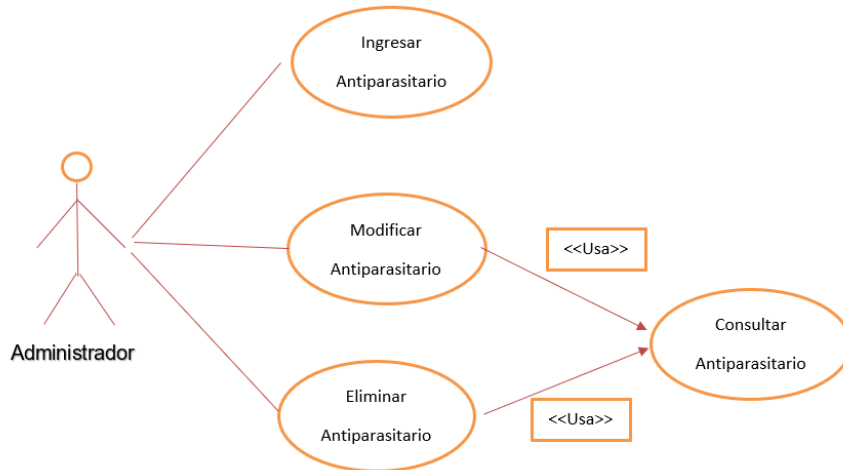 Ingresar
Antiparasitario
Modificar
Antiparasitario
<<Usa>>
Consultar
Antiparasitario
Administrador
Eliminar
Antiparasitario
<<Usa>>